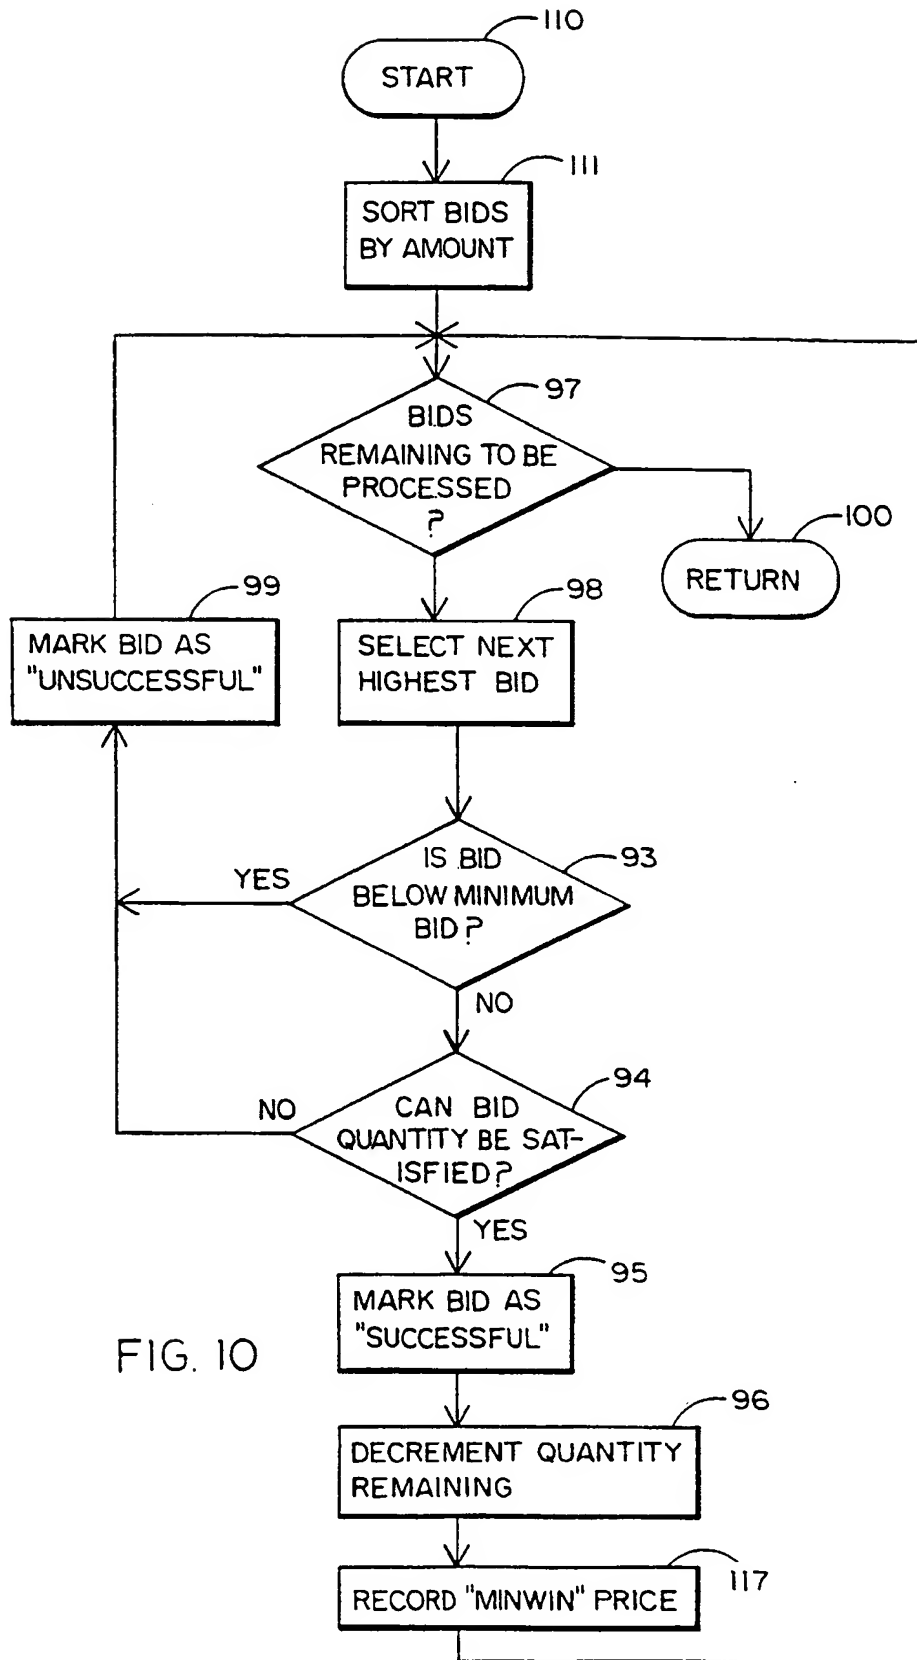 110
START
111
SORT BIDS
BY AMOUNT
97
BIDS
REMAINING TO BE
PROCESSED
?
100
RETURN
99
MARK BID AS
"UNSUCCESSFUL"
98
SELECT NEXT
HIGHEST BID
93
IS BID
BELOW MINIMUM
BID?
YES
NO
94
CAN BID
QUANTITY BE SAT-
ISFIED?
NO
YES
95
MARK BID AS
"SUCCESSFUL"
FIG. 10
96
DECREMENT QUANTITY
REMAINING
117
RECORD "MINWIN" PRICE